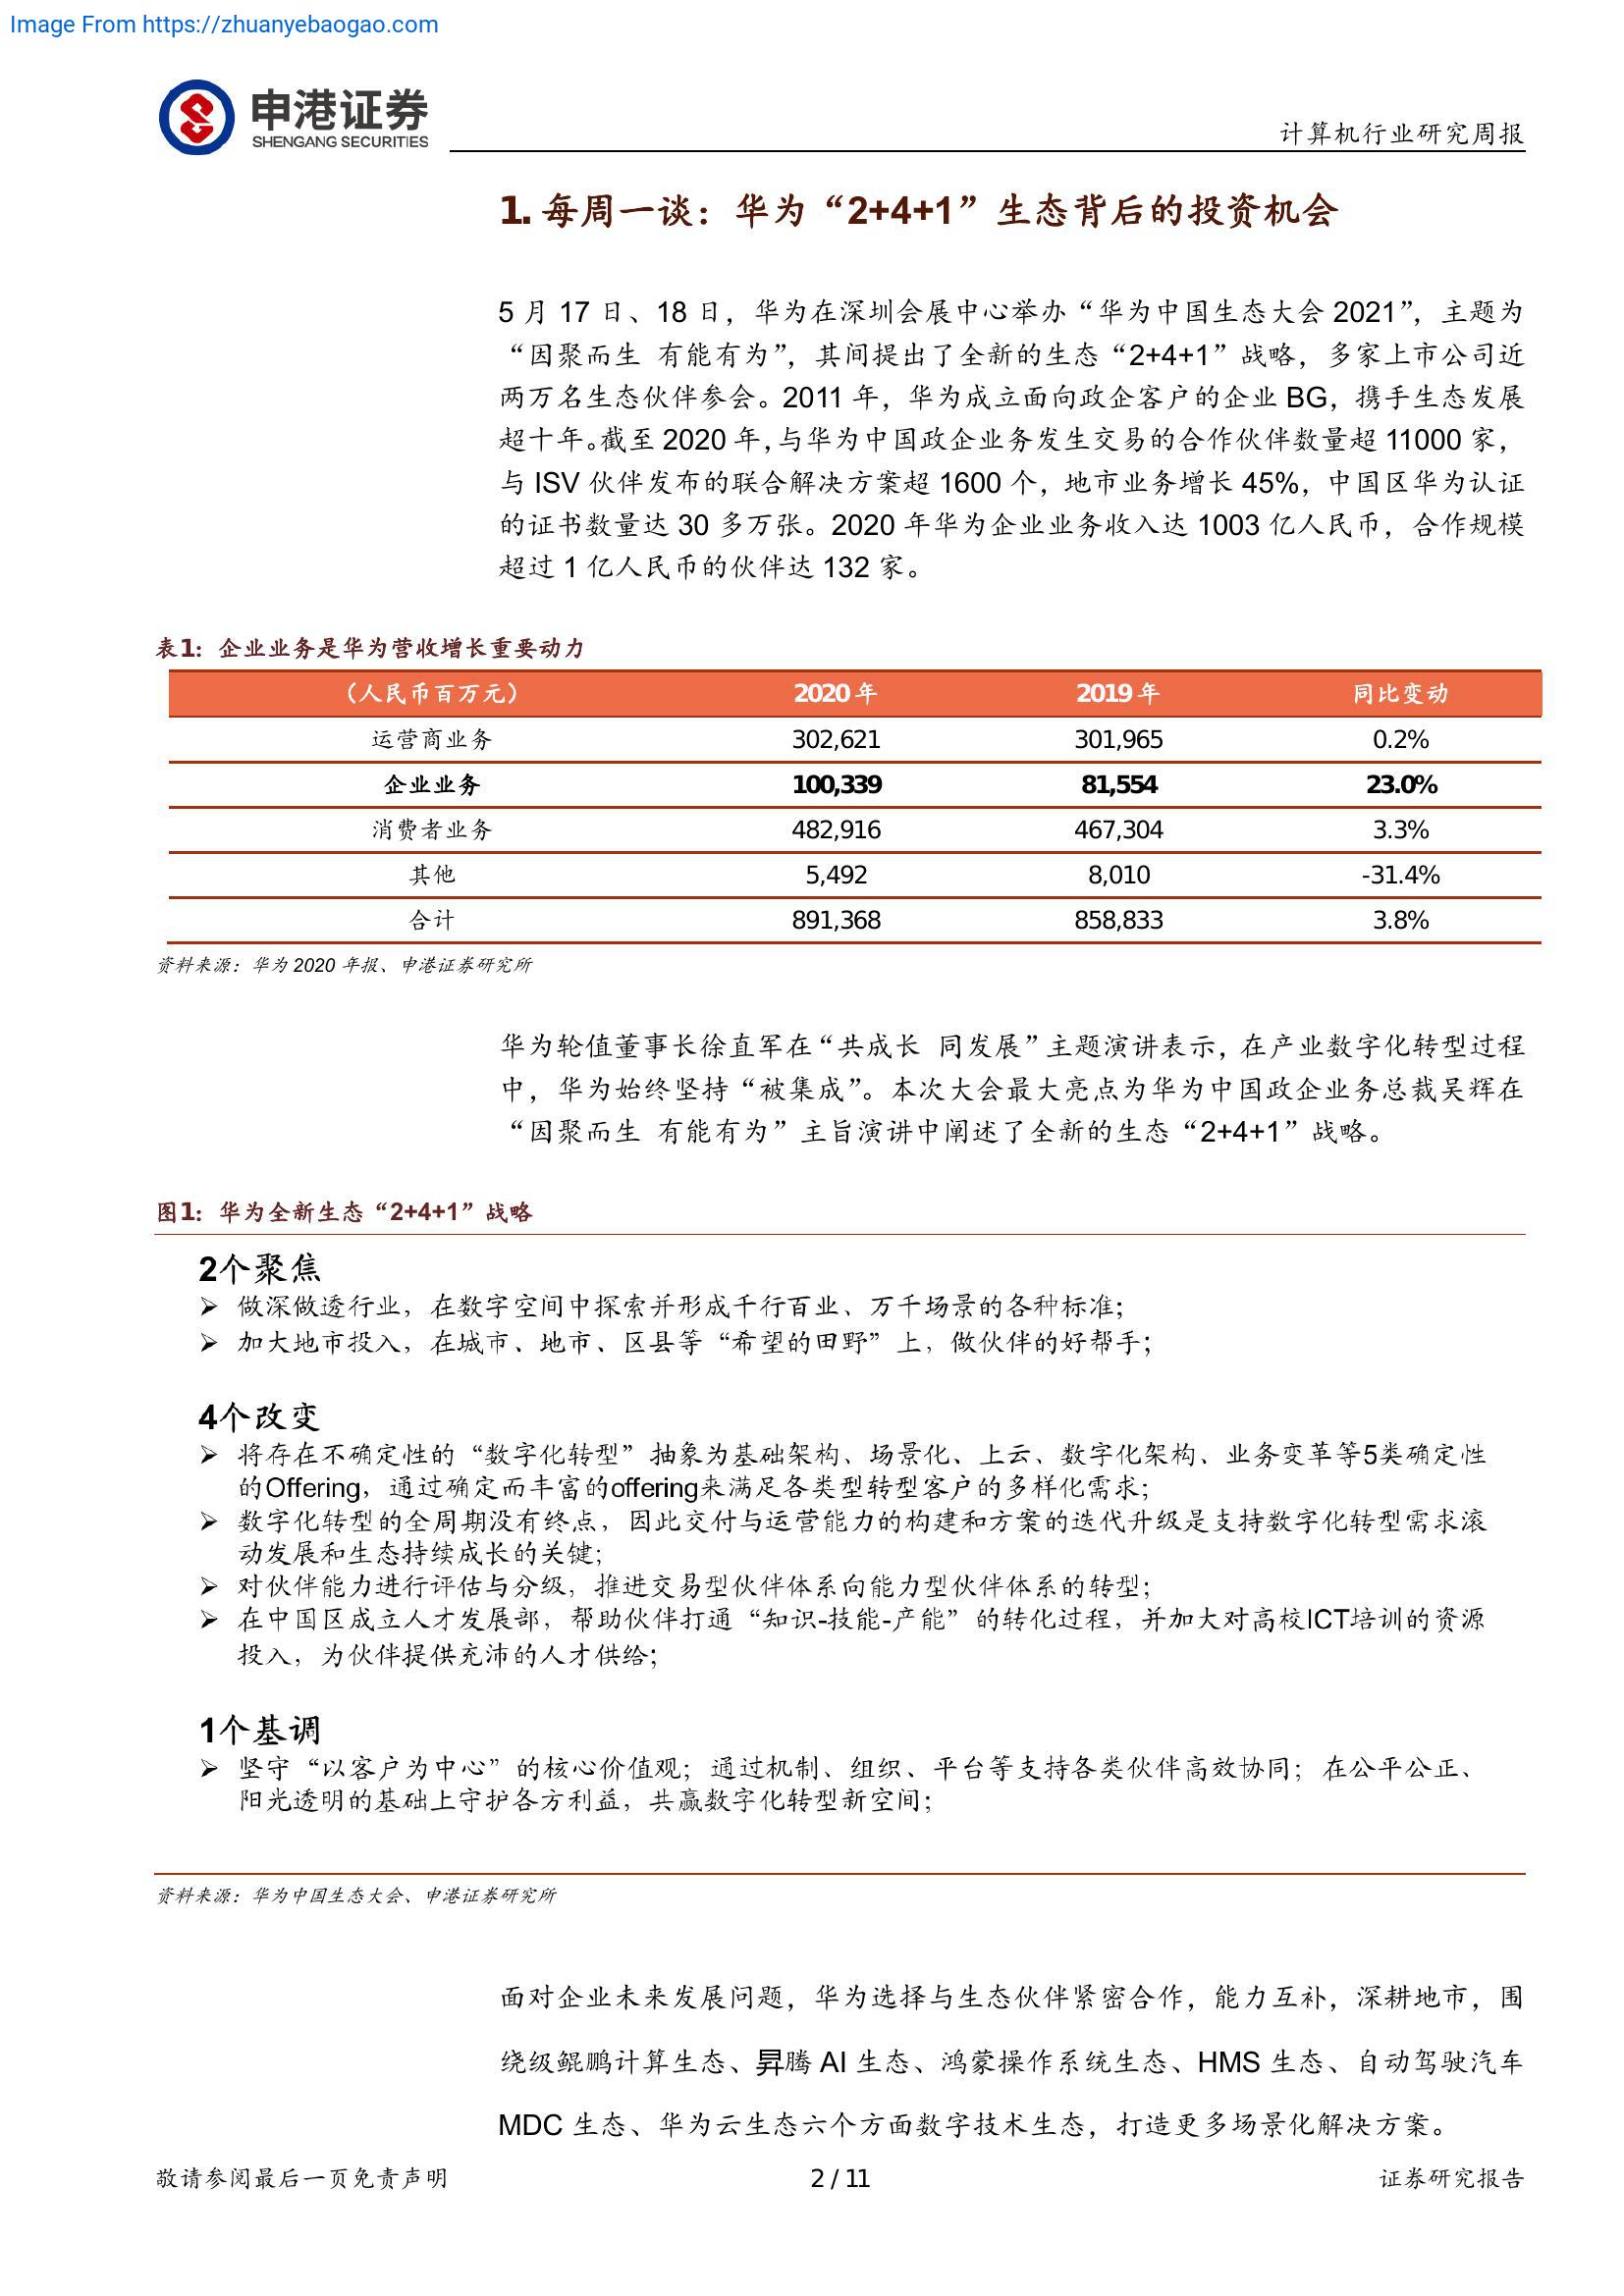 Image From https://zhuanyebaogao.com
申港证券
SHENGANG SECURITIES
计算机行业研究周报
1. 每周一谈：华为“2+4+1”生态背后的投资机会
5 月 17 日、18 日，华为在深圳会展中心举办“华为中国生态大会 2021”，主题为
“因聚而生 有能有为”，其间提出了全新的生态“2+4+1”战略，多家上市公司近
两万名生态伙伴参会。2011 年，华为成立面向政企客户的企业 BG，携手生态发展
超十年。截至 2020 年，与华为中国政企业务发生交易的合作伙伴数量超 11000 家，
与 ISV 伙伴发布的联合解决方案超 1600 个，地市业务增长 45%，中国区华为认证
的证书数量达 30 多万张。2020 年华为企业业务收入达 1003 亿人民币，合作规模
超过 1 亿人民币的伙伴达 132 家。
表1：企业业务是华为营收增长重要动力
（人民币百万元） 2020 年 2019 年 同比变动
运营商业务 302,621 301,965 0.2%
企业业务 100,339 81,554 23.0%
消费者业务 482,916 467,304 3.3%
其他 5,492 8,010 -31.4%
合计 891,368 858,833 3.8%
资料来源：华为 2020 年报、申港证券研究所
华为轮值董事长徐直军在“共成长 同发展”主题演讲表示，在产业数字化转型过程
中，华为始终坚持“被集成”。本次大会最大亮点为华为中国政企业务总裁吴辉在
“因聚而生 有能有为”主旨演讲中阐述了全新的生态“2+4+1”战略。
图1：华为全新生态“2+4+1”战略
2个聚焦
➢ 做深做透行业，在数字空间中探索并形成千行百业、万千场景的各种标准；
➢ 加大地市投入，在城市、地市、区县等“希望的田野”上，做伙伴的好帮手；
4个改变
➢ 将存在不确定性的“数字化转型”抽象为基础架构、场景化、上云、数字化架构、业务变革等5类确定性
的Offering，通过确定而丰富的offering来满足各类型转型客户的多样化需求；
➢ 数字化转型的全周期没有终点，因此交付与运营能力的构建和方案的迭代升级是支持数字化转型需求滚
动发展和生态持续成长的关键；
➢ 对伙伴能力进行评估与分级，推进交易型伙伴体系向能力型伙伴体系的转型；
➢ 在中国区成立人才发展部，帮助伙伴打通“知识-技能-产能”的转化过程，并加大对高校ICT培训的资源
投入，为伙伴提供充沛的人才供给；
1个基调
➢ 坚守“以客户为中心”的核心价值观；通过机制、组织、平台等支持各类伙伴高效协同；在公平公正、
阳光透明的基础上守护各方利益，共赢数字化转型新空间；
资料来源：华为中国生态大会、申港证券研究所
面对企业未来发展问题，华为选择与生态伙伴紧密合作，能力互补，深耕地市，围
绕级鲲鹏计算生态、昇腾 AI 生态、鸿蒙操作系统生态、HMS 生态、自动驾驶汽车
MDC 生态、华为云生态六个方面数字技术生态，打造更多场景化解决方案。
敬请参阅最后一页免责声明 2 / 11 证券研究报告